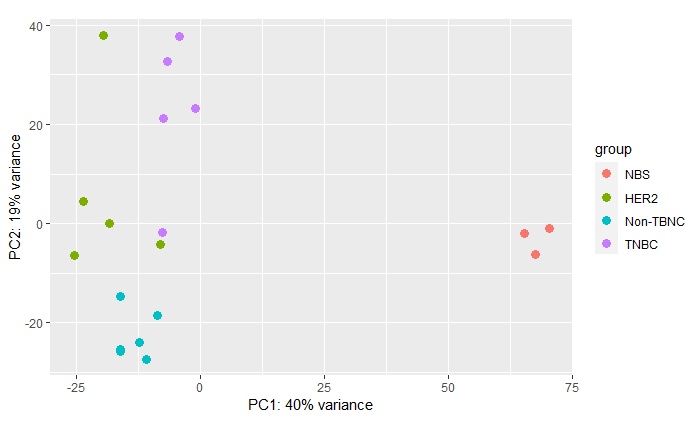 40
20
0
-20
PC2: 19% variance
-25
0
25
50
75
PC1: 40% variance
group
NBS
HER2
Non-TBNC
TNBC